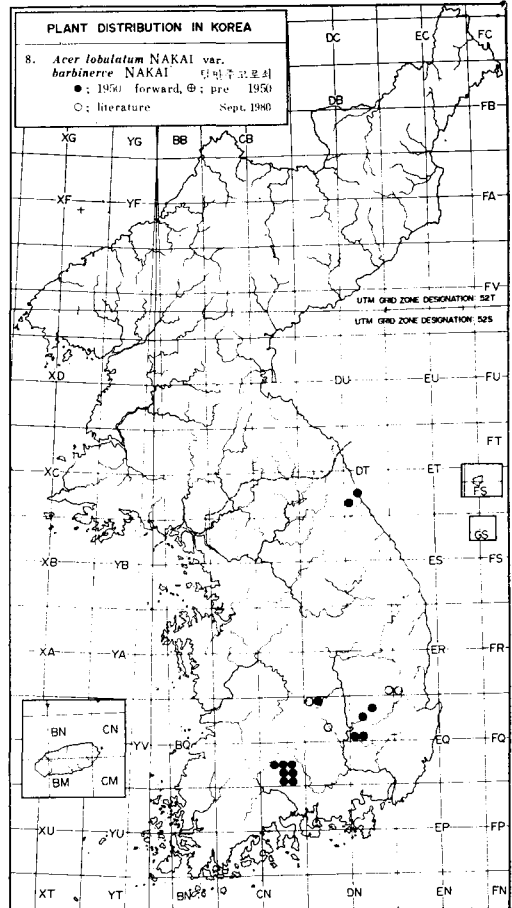 PLANT DISTRIBUTION IN KOREA
8. Acer lobulatum NAKAI var.
barbinerve NAKAI
● ; 1950 forward, ⊕ ; pre 1950
○ ; literature Sept. 1980
DC EC FC
DB FB
XG YG BB CB
XF YF FA
FV
UTM GRID ZONE DESIGNATION 52T
UTM GRID ZONE DESIGNATION 52S
XD DU EU FU
FT
XC DT ET
FS
GS
XB YB ES FS
XA YA ER FR
BN CN
YV BQ EQ FQ
BM CM
XU YU EP FP
XT YT BN CN DN EN FN